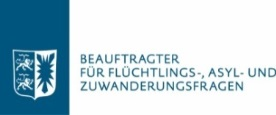 BEAUFTRAGTER
FÜR FLÜCHTLINGS-, ASYL- UND
ZUWANDERUNGSFRAGEN